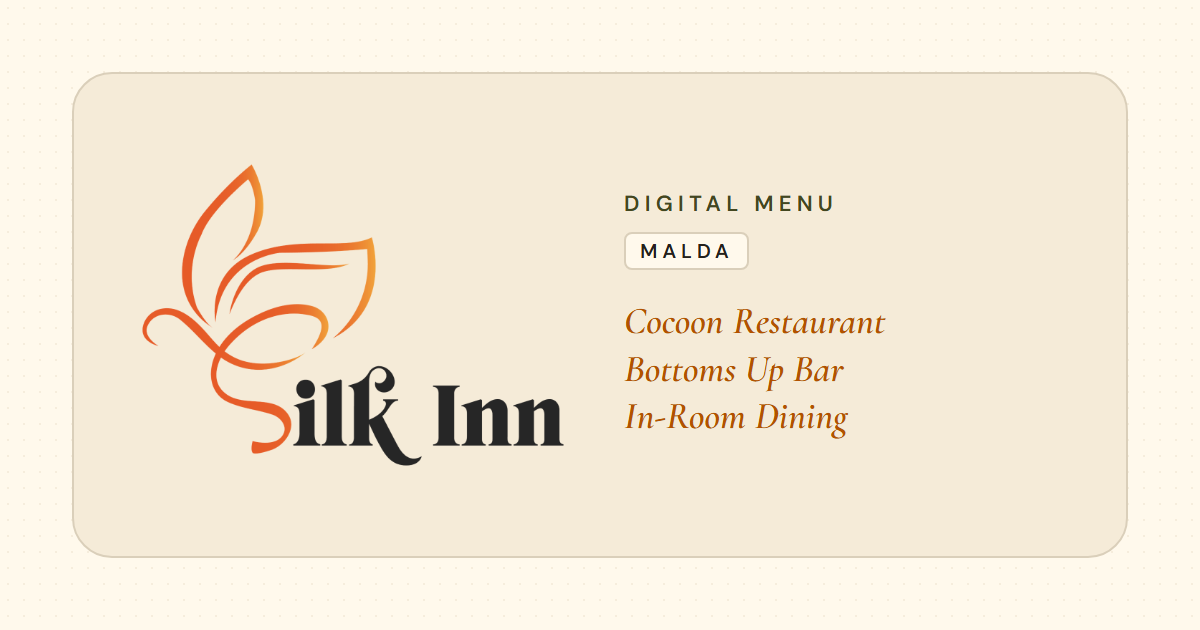 Silk Inn
DIGITAL MENU
MALDA
Cocoon Restaurant
Bottoms Up Bar
In-Room Dining